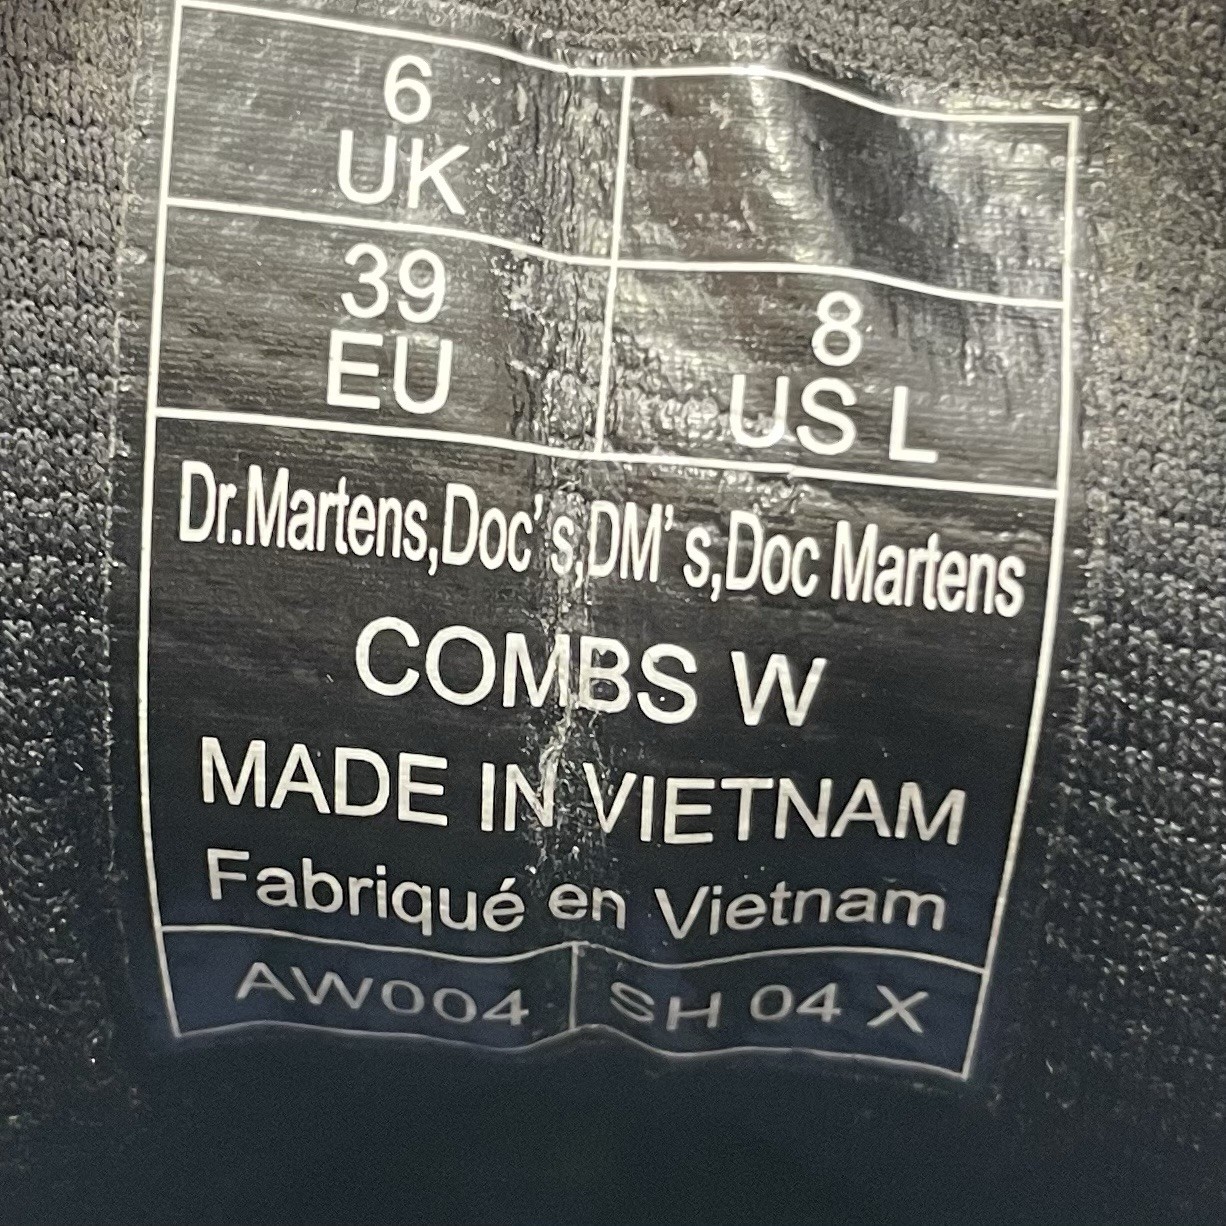 6
UK
39
EU
8
US L
Dr.Martens,Doc's,DM's,Doc Martens
COMBS W
MADE IN VIETNAM
Fabriqué en Vietnam
AW004 SH 04 X